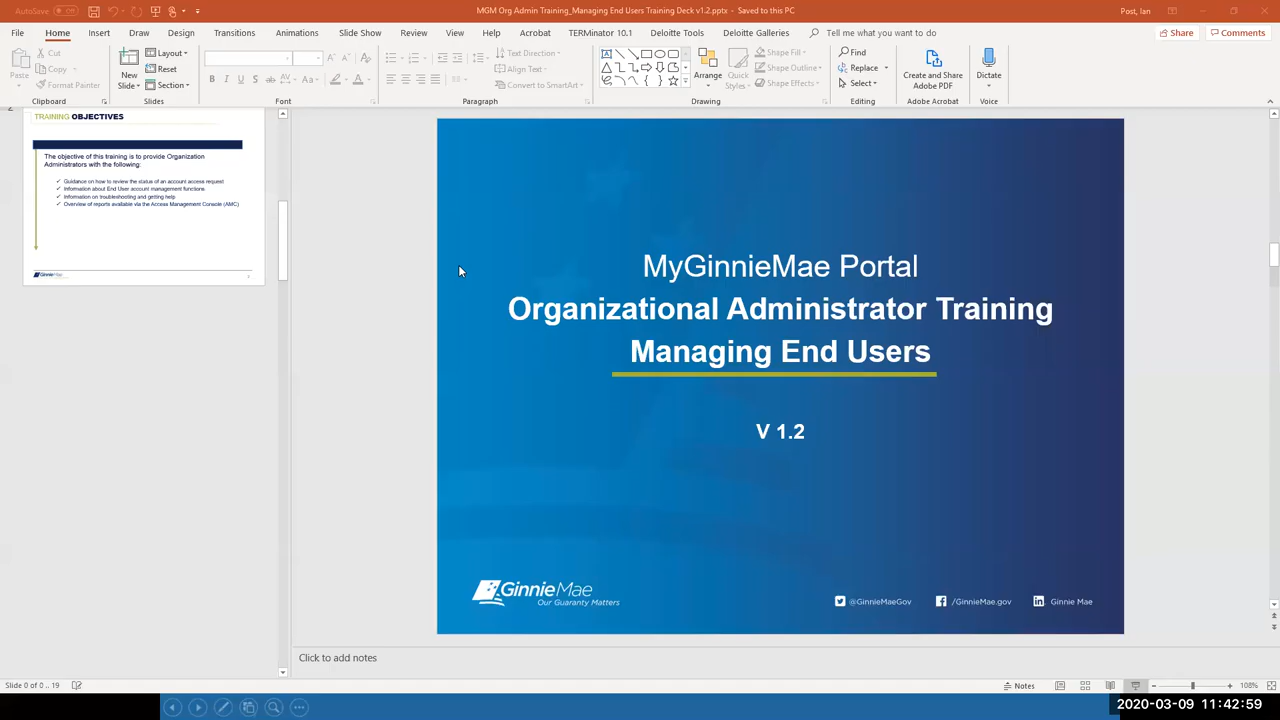 AutoSave Off
MGM Org Admin Training_Managing End Users Training Deck v1.2.pptx - Saved to this PC
Post, Ian
File Home Insert Draw Design Transitions Animations Slide Show Review View Help Acrobat TERMinator 10.1 Deloitte Tools Deloitte Galleries Tell me what you want to do Share Comments
Paste
Cut
Copy
Format Painter
Clipboard
New Slide
Layout
Reset
Section
Slides
B I U S ab AV Aa A
Font
Text Direction
Align Text
Convert to SmartArt
Paragraph
Arrange
Quick Styles
Shape Fill
Shape Outline
Shape Effects
Drawing
Find
Replace
Select
Editing
Create and Share
Adobe PDF
Adobe Acrobat
Dictate
Voice
2
TRAINING OBJECTIVES
The objective of this training is to provide Organization
Administrators with the following:
✓ Guidance on how to review the status of an account access request
✓ Information about End User account management functions
✓ Information on troubleshooting and getting help
✓ Overview of reports available via the Access Management Console (AMC)
GinnieMae
MyGinnieMae Portal
Organizational Administrator Training
Managing End Users
V 1.2
GinnieMae
Our Guaranty Matters
@GinnieMaeGov
/GinnieMae.gov
Ginnie Mae
Click to add notes
Slide 0 of 0 .. 19
Notes
108%
2020-03-09 11:42:59